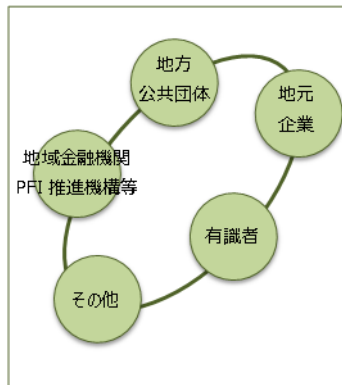 地方
公共団体
地元
企業
地域金融機関
PFI 推進機構等
有識者
その他